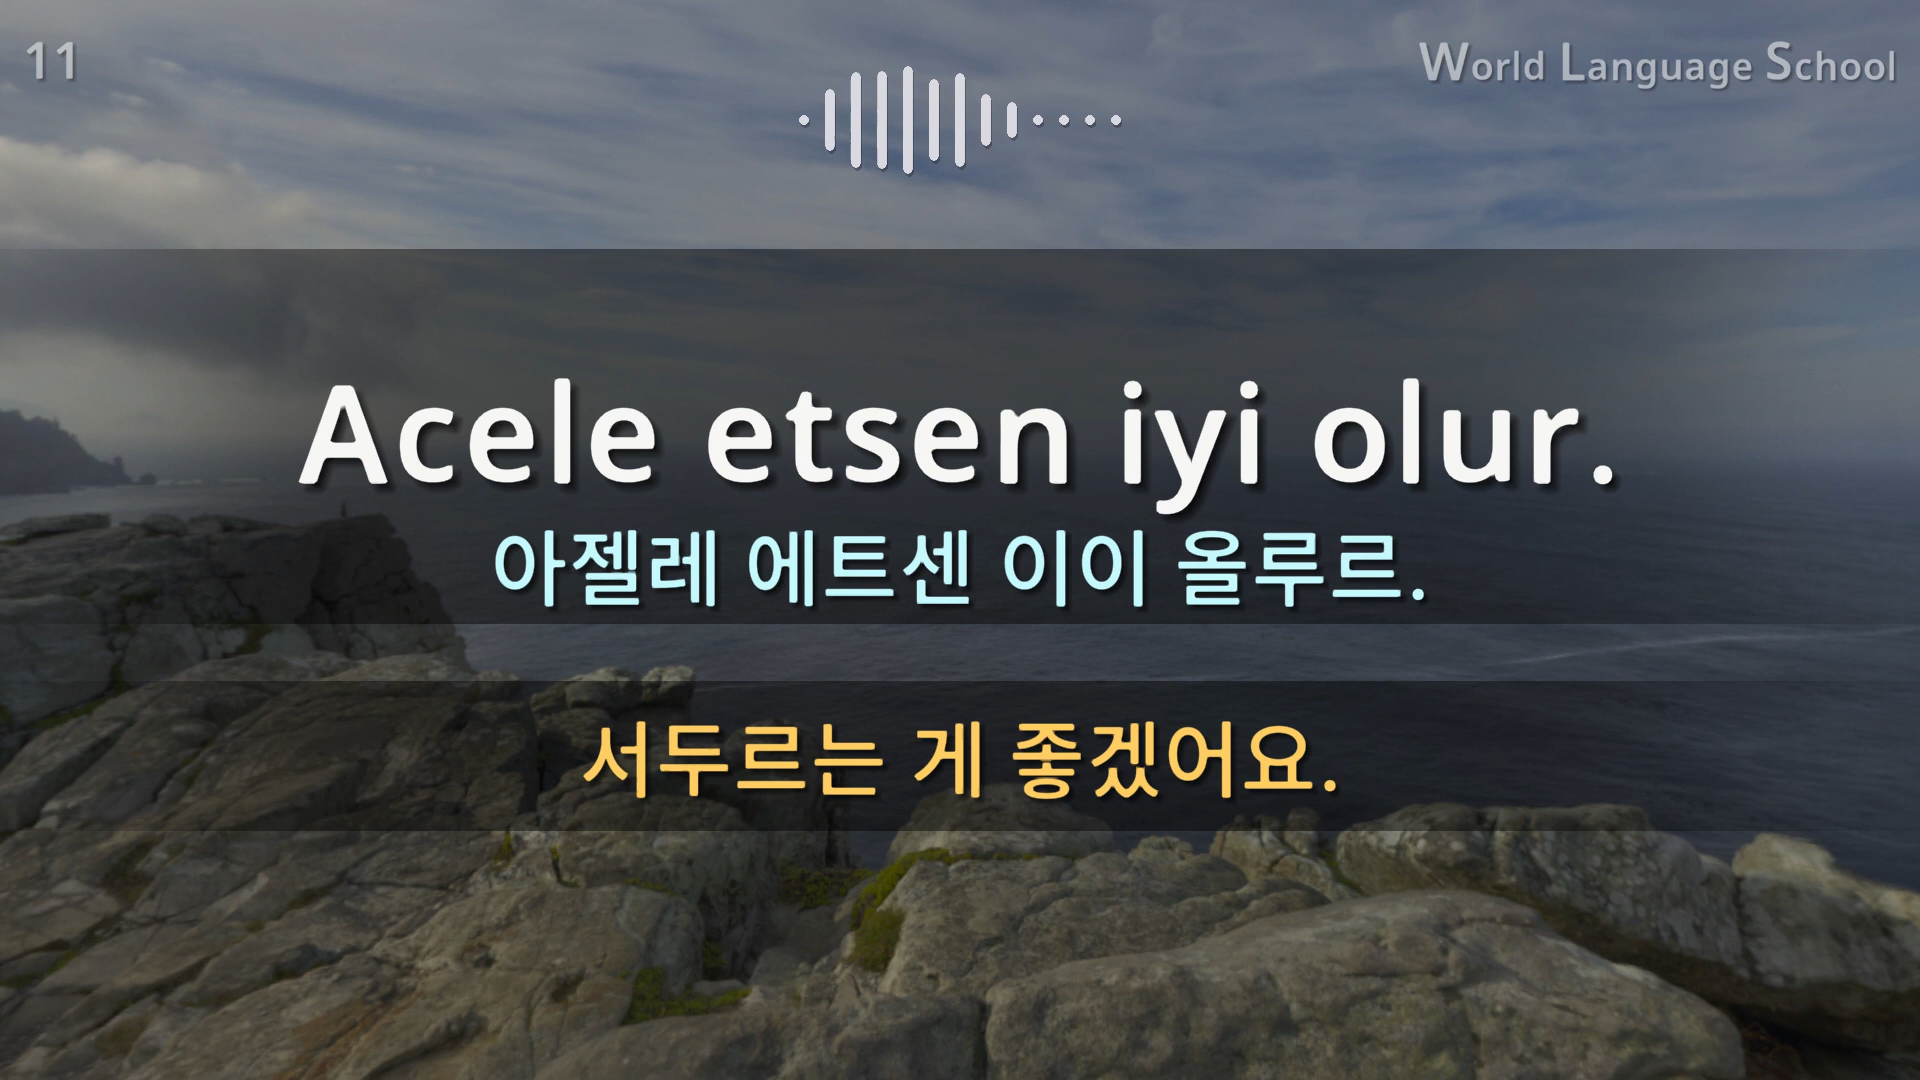 11
World Language School
Acele etsen iyi olur.
아젤레 에트센 이이 올루르.
서두르는 게 좋겠어요.